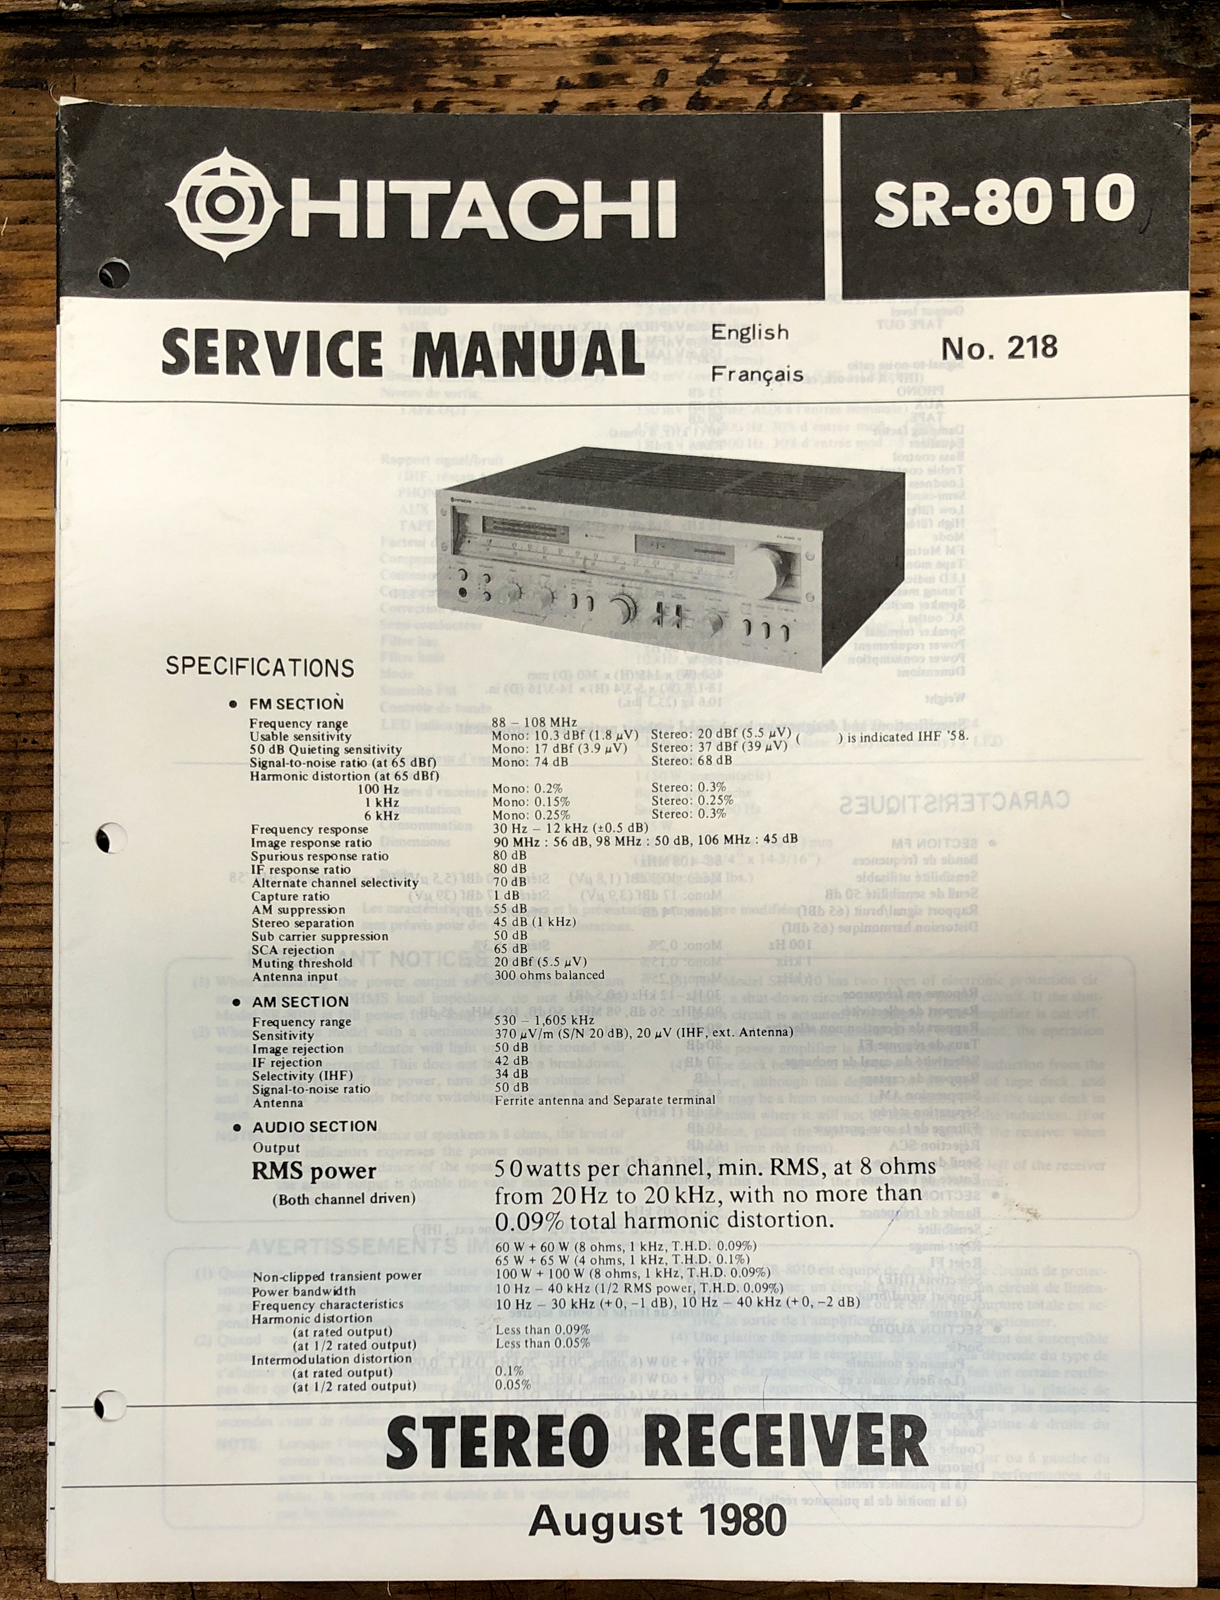 HITACHI
SR-8010
SERVICE MANUAL
English
Français
No. 218
HITACHI
SPECIFICATIONS
● FM SECTION
Frequency range 88 – 108 MHz
Usable sensitivity Mono: 10.3 dBf (1.8 μV) Stereo: 20 dBf (5.5 μV) ( ) is indicated IHF '58.
50 dB Quieting sensitivity Mono: 17 dBf (3.9 μV) Stereo: 37 dBf (39 μV)
Signal-to-noise ratio (at 65 dBf) Mono: 74 dB Stereo: 68 dB
Harmonic distortion (at 65 dBf)
100 Hz Mono: 0.2% Stereo: 0.3%
1 kHz Mono: 0.15% Stereo: 0.25%
6 kHz Mono: 0.25% Stereo: 0.3%
Frequency response 30 Hz – 12 kHz (±0.5 dB)
Image response ratio 90 MHz : 56 dB, 98 MHz : 50 dB, 106 MHz : 45 dB
Spurious response ratio 80 dB
IF response ratio 80 dB
Alternate channel selectivity 70 dB
Capture ratio 1 dB
AM suppression 55 dB
Stereo separation 45 dB (1 kHz)
Sub carrier suppression 50 dB
SCA rejection 65 dB
Muting threshold 20 dBf (5.5 μV)
Antenna input 300 ohms balanced
● AM SECTION
Frequency range 530 – 1,605 kHz
Sensitivity 370 μV/m (S/N 20 dB), 20 μV (IHF, ext. Antenna)
Image rejection 50 dB
IF rejection 42 dB
Selectivity (IHF) 34 dB
Signal-to-noise ratio 50 dB
Antenna Ferrite antenna and Separate terminal
● AUDIO SECTION
Output
RMS power 50 watts per channel, min. RMS, at 8 ohms
(Both channel driven) from 20 Hz to 20 kHz, with no more than
0.09% total harmonic distortion.
60 W + 60 W (8 ohms, 1 kHz, T.H.D. 0.09%)
65 W + 65 W (4 ohms, 1 kHz, T.H.D. 0.1%)
Non-clipped transient power 100 W + 100 W (8 ohms, 1 kHz, T.H.D. 0.09%)
Power bandwidth 10 Hz – 40 kHz (1/2 RMS power, T.H.D. 0.09%)
Frequency characteristics 10 Hz – 30 kHz (+0, –1 dB), 10 Hz – 40 kHz (+0, –2 dB)
Harmonic distortion
(at rated output) Less than 0.09%
(at 1/2 rated output) Less than 0.05%
Intermodulation distortion
(at rated output) 0.1%
(at 1/2 rated output) 0.05%
STEREO RECEIVER
August 1980